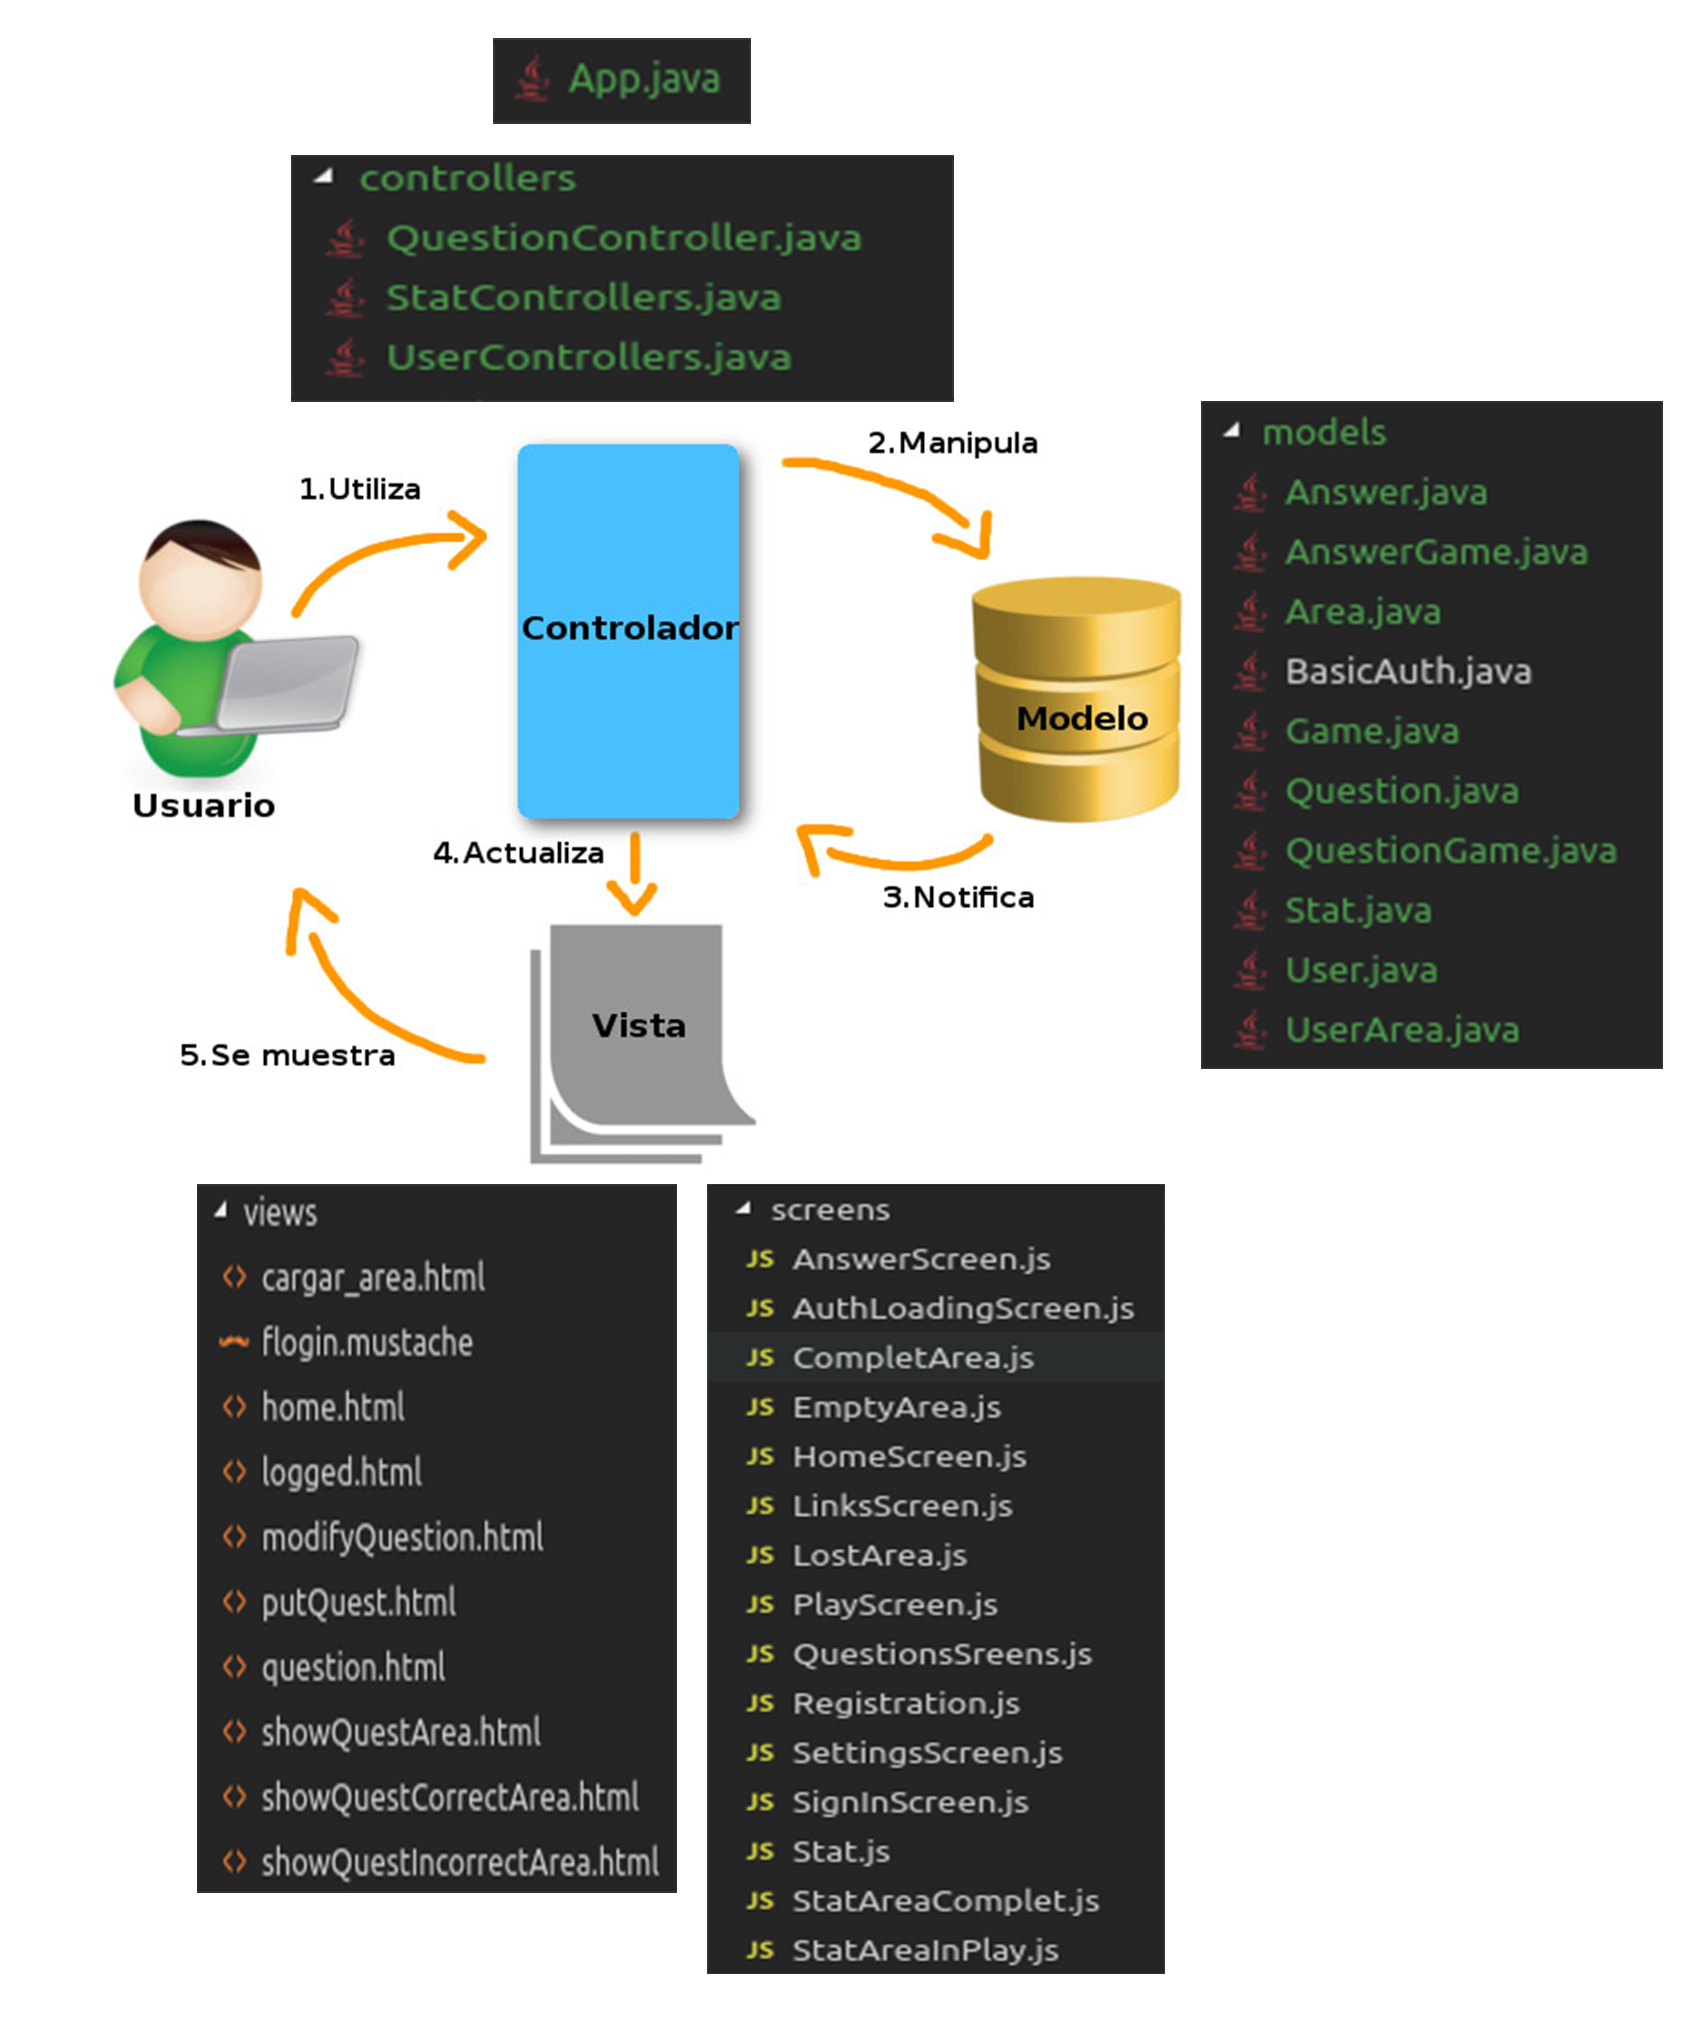 App.java
controllers
QuestionController.java
StatControllers.java
UserControllers.java
1.Utiliza
2.Manipula
Controlador
Modelo
Usuario
4.Actualiza
3.Notifica
Vista
5.Se muestra
models
Answer.java
AnswerGame.java
Area.java
BasicAuth.java
Game.java
Question.java
QuestionGame.java
Stat.java
User.java
UserArea.java
views
cargar_area.html
flogin.mustache
home.html
logged.html
modifyQuestion.html
putQuest.html
question.html
showQuestArea.html
showQuestCorrectArea.html
showQuestIncorrectArea.html
screens
JS AnswerScreen.js
JS AuthLoadingScreen.js
JS CompletArea.js
JS EmptyArea.js
JS HomeScreen.js
JS LinksScreen.js
JS LostArea.js
JS PlayScreen.js
JS QuestionsSreens.js
JS Registration.js
JS SettingsScreen.js
JS SignInScreen.js
JS Stat.js
JS StatAreaComplet.js
JS StatAreaInPlay.js